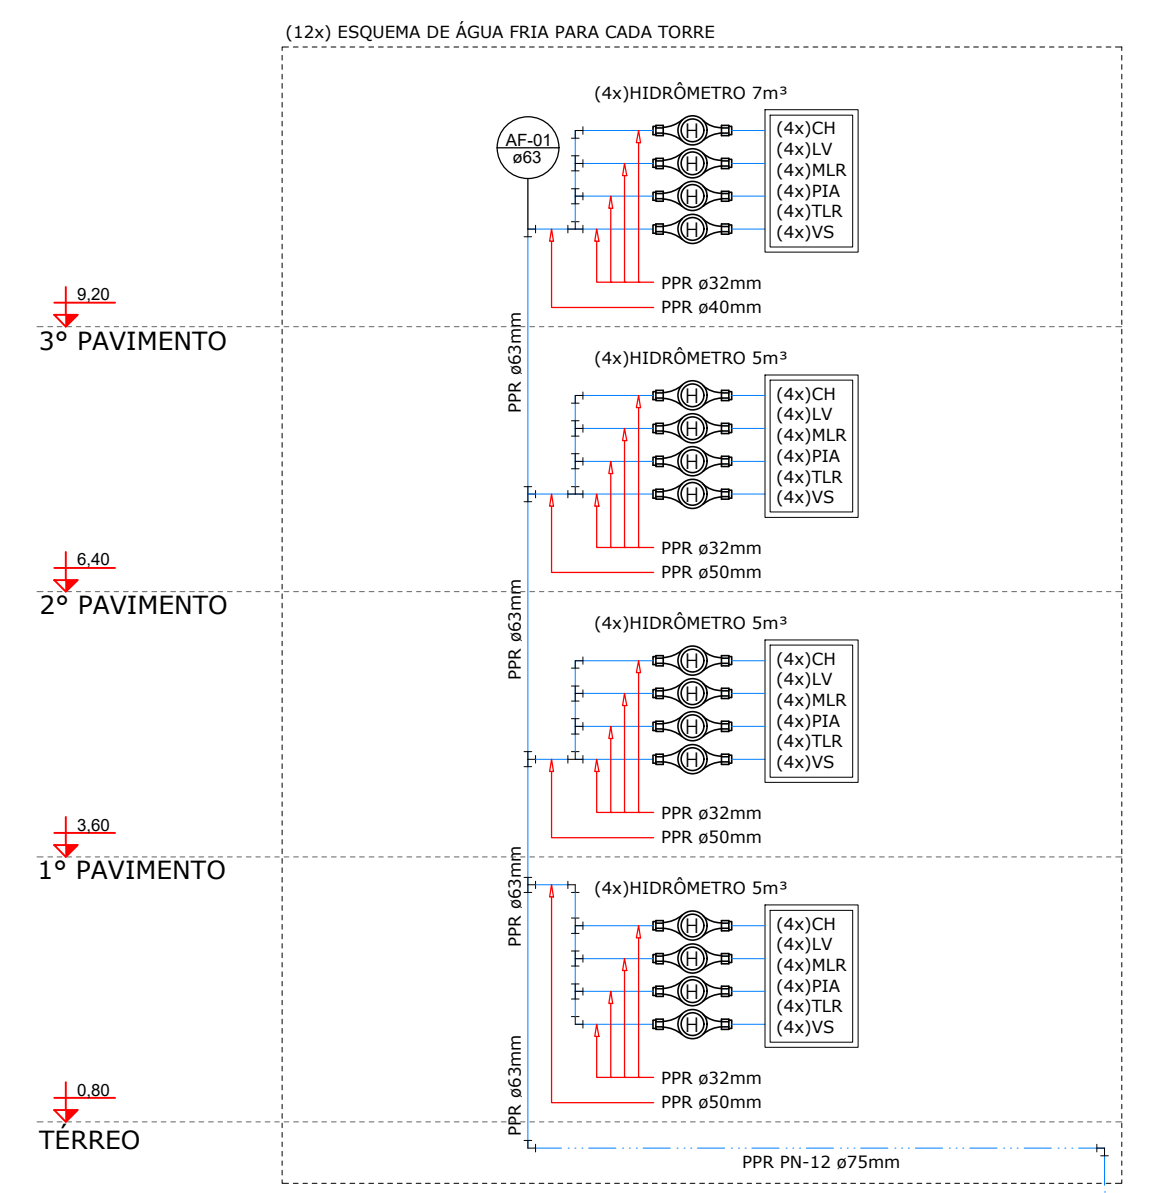 (12x) ESQUEMA DE ÁGUA FRIA PARA CADA TORRE
(4x)HIDRÔMETRO 7m³
AF-01
ø63
H
H
H
H
(4x)CH
(4x)LV
(4x)MLR
(4x)PIA
(4x)TLR
(4x)VS
PPR ø32mm
PPR ø40mm
9,20
3° PAVIMENTO
PPR ø63mm
(4x)HIDRÔMETRO 5m³
H
H
H
H
(4x)CH
(4x)LV
(4x)MLR
(4x)PIA
(4x)TLR
(4x)VS
PPR ø32mm
PPR ø50mm
6,40
2° PAVIMENTO
PPR ø63mm
(4x)HIDRÔMETRO 5m³
H
H
H
H
(4x)CH
(4x)LV
(4x)MLR
(4x)PIA
(4x)TLR
(4x)VS
PPR ø32mm
PPR ø50mm
3,60
1° PAVIMENTO
PPR ø63mm
(4x)HIDRÔMETRO 5m³
H
H
H
H
(4x)CH
(4x)LV
(4x)MLR
(4x)PIA
(4x)TLR
(4x)VS
PPR ø32mm
PPR ø50mm
PPR ø63mm
0,80
TÉRREO
PPR PN-12 ø75mm